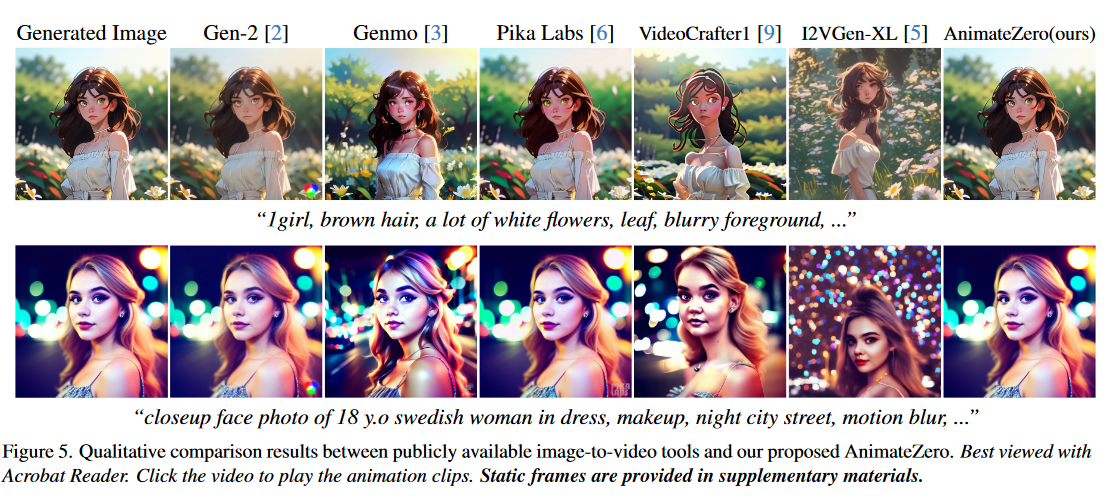 Generated Image Gen-2 [2] Genmo [3] Pika Labs [6] VideoCrafter1 [9] I2VGen-XL [5] AnimateZero(ours)
“1girl, brown hair, a lot of white flowers, leaf, blurry foreground, ...”
PIKA
LABS
“closeup face photo of 18 y.o swedish woman in dress, makeup, night city street, motion blur, ...”
Figure 5. Qualitative comparison results between publicly available image-to-video tools and our proposed AnimateZero. Best viewed with
Acrobat Reader. Click the video to play the animation clips. Static frames are provided in supplementary materials.